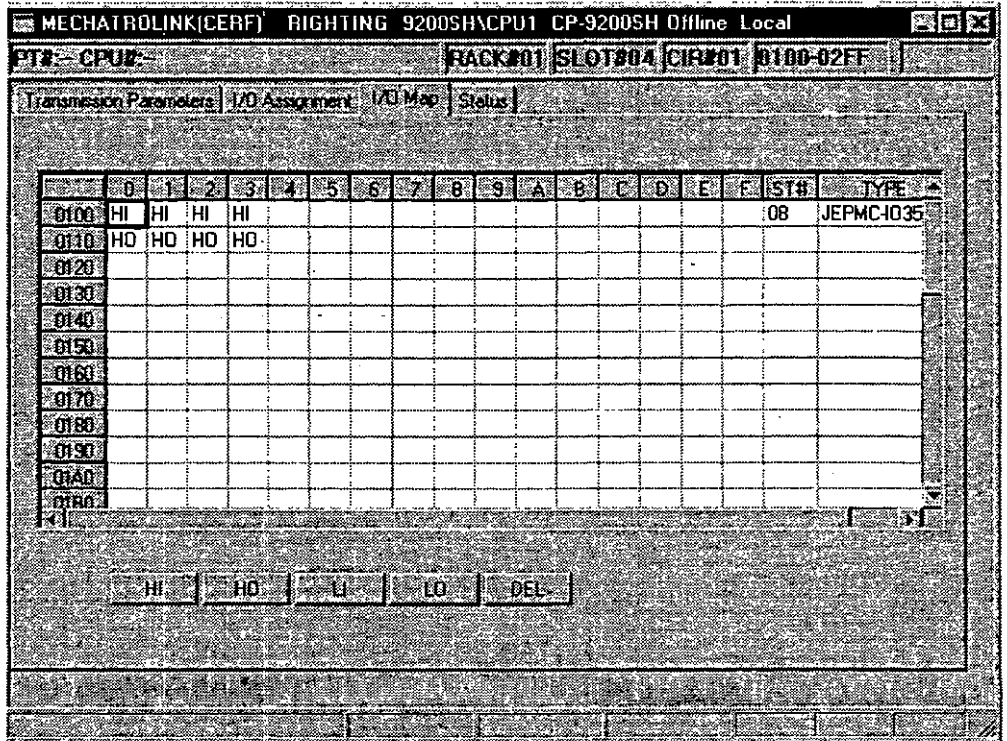 MECHATROLINK(CERF) RIGHTING 9200SH\CPU1 CP-9200SH Offline Local
PT#:- CPU#:- RACK#01 SLOT#04 CIR#01 0100-02FF
Transmission Parameters I/O Assignment I/O Map Status
0 1 2 3 4 5 6 7 8 9 A B C D E F ST# TYPE
0100 HI HI HI HI 08 JEPMC-IO35
0110 HO HO HO HO
0120
0130
0140
0150
0160
0170
0180
0190
01A0
01B0
HI HO LI LO DEL